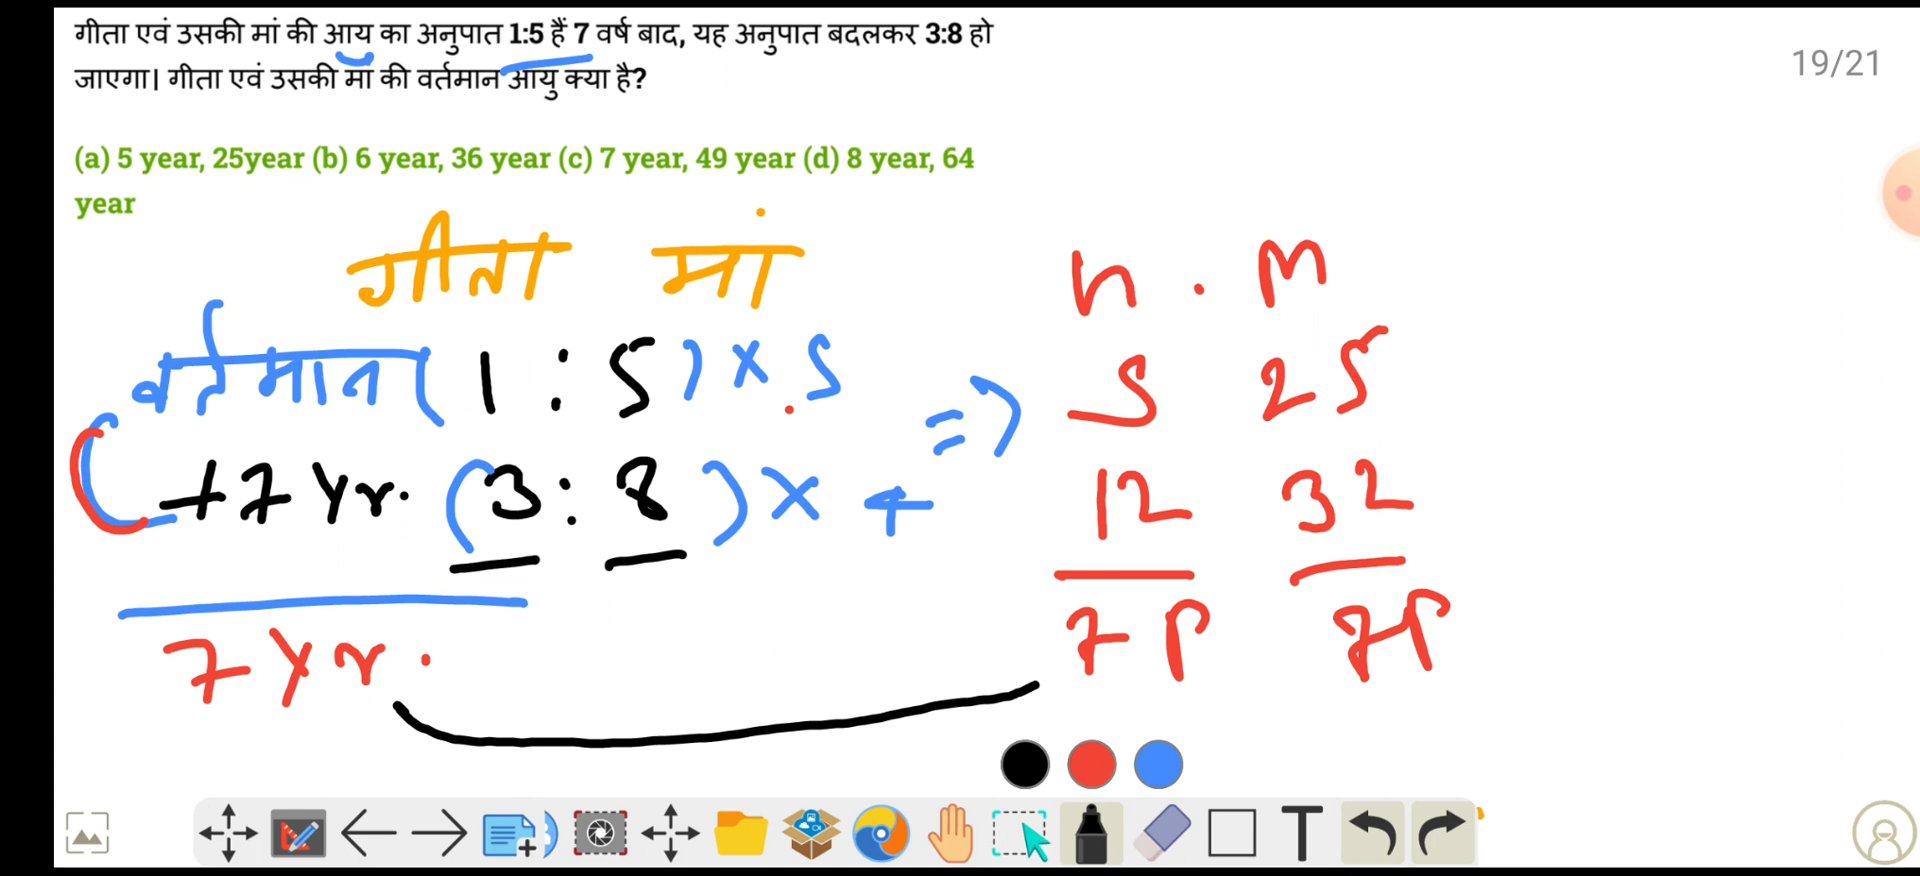 गीता एवं उसकी मां की आय का अनुपात 1:5 हैं 7 वर्ष बाद, यह अनुपात बदलकर 3:8 हो
जाएगा| गीता एवं उसकी मां की वर्तमान आयु क्या है?
19/21
(a) 5 year, 25year (b) 6 year, 36 year (c) 7 year, 49 year (d) 8 year, 64
year
गीता मां
वर्तमान ( 1 : 5 ) × 5
+7 yr. ( 3 : 8 ) × 4
7 yr.
=> h . m
5 25
12 32
7P 7P
T